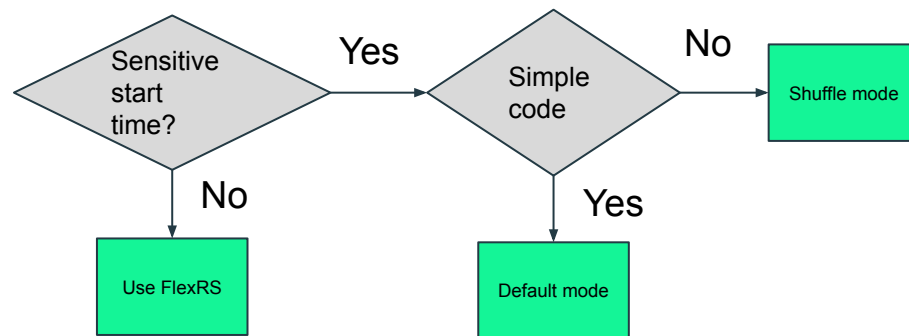 Sensitive
start
time?
Yes
Simple
code
No
Shuffle mode
No
Use FlexRS
Yes
Default mode